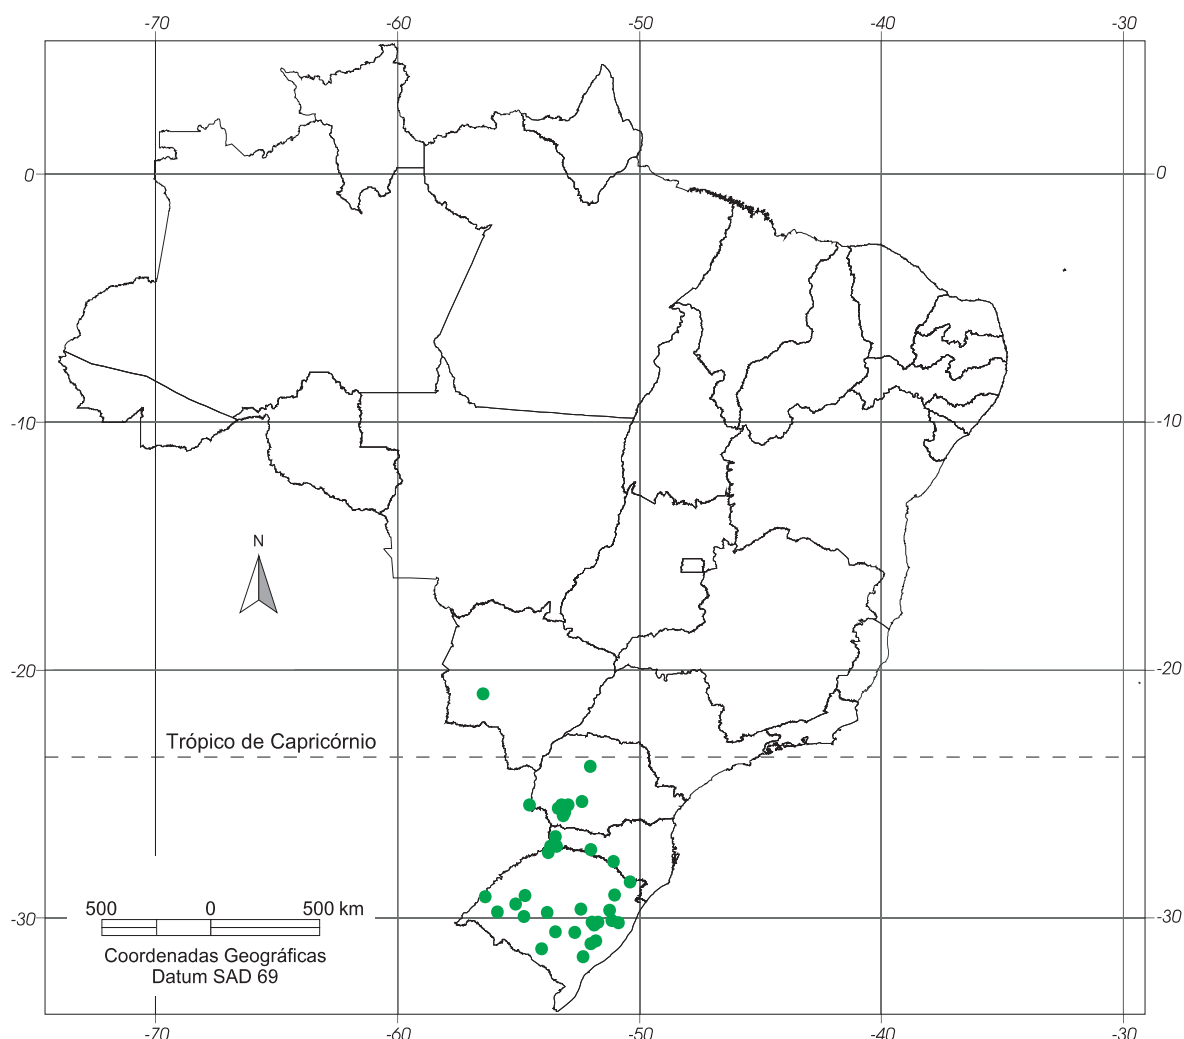 -70 -60 -50 -40 -30
0 0
-10 -10
N
-20 -20
Trópico de Capricórnio
500 0 500 km
-30 -30
Coordenadas Geográficas
Datum SAD 69
-70 -60 -50 -40 -30